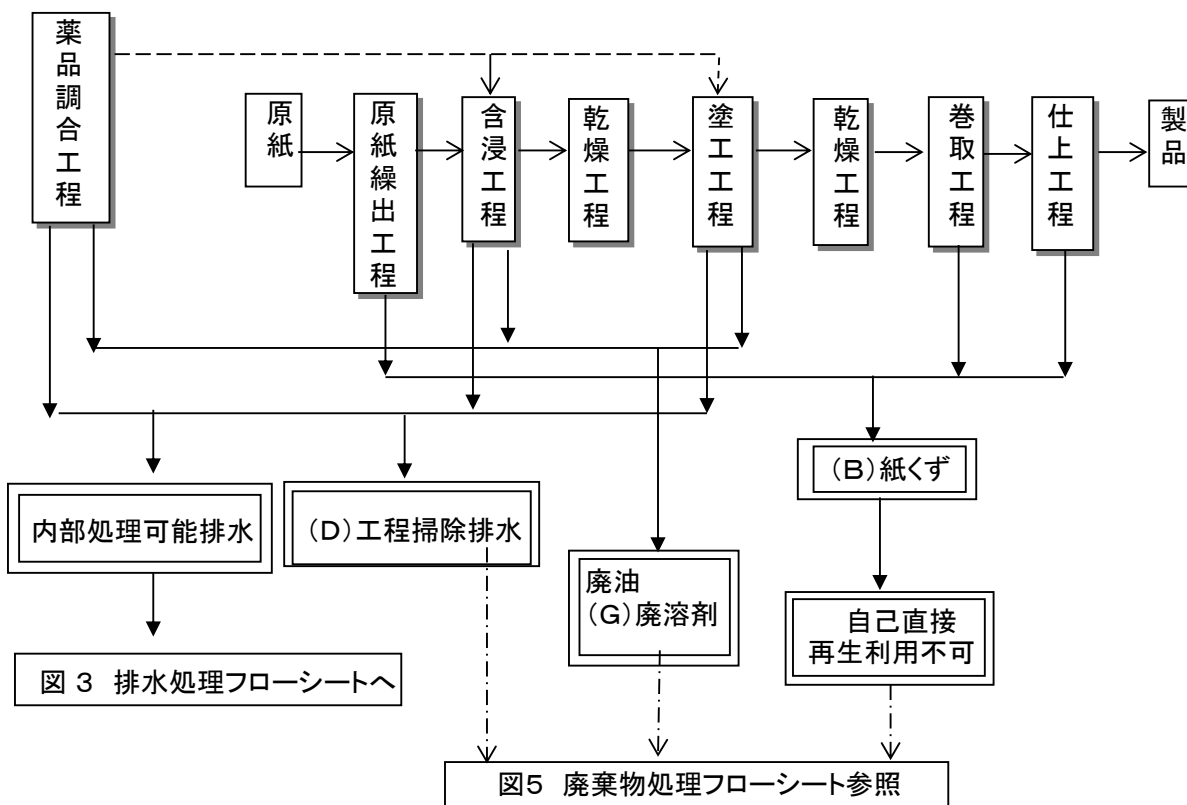 薬品調合工程
原紙
原紙繰出工程
含浸工程
乾燥工程
塗工工程
乾燥工程
巻取工程
仕上工程
製品
(B)紙くず
内部処理可能排水
(D)工程掃除排水
廃油
(G)廃溶剤
自己直接
再生利用不可
図3 排水処理フローシートへ
図5 廃棄物処理フローシート参照